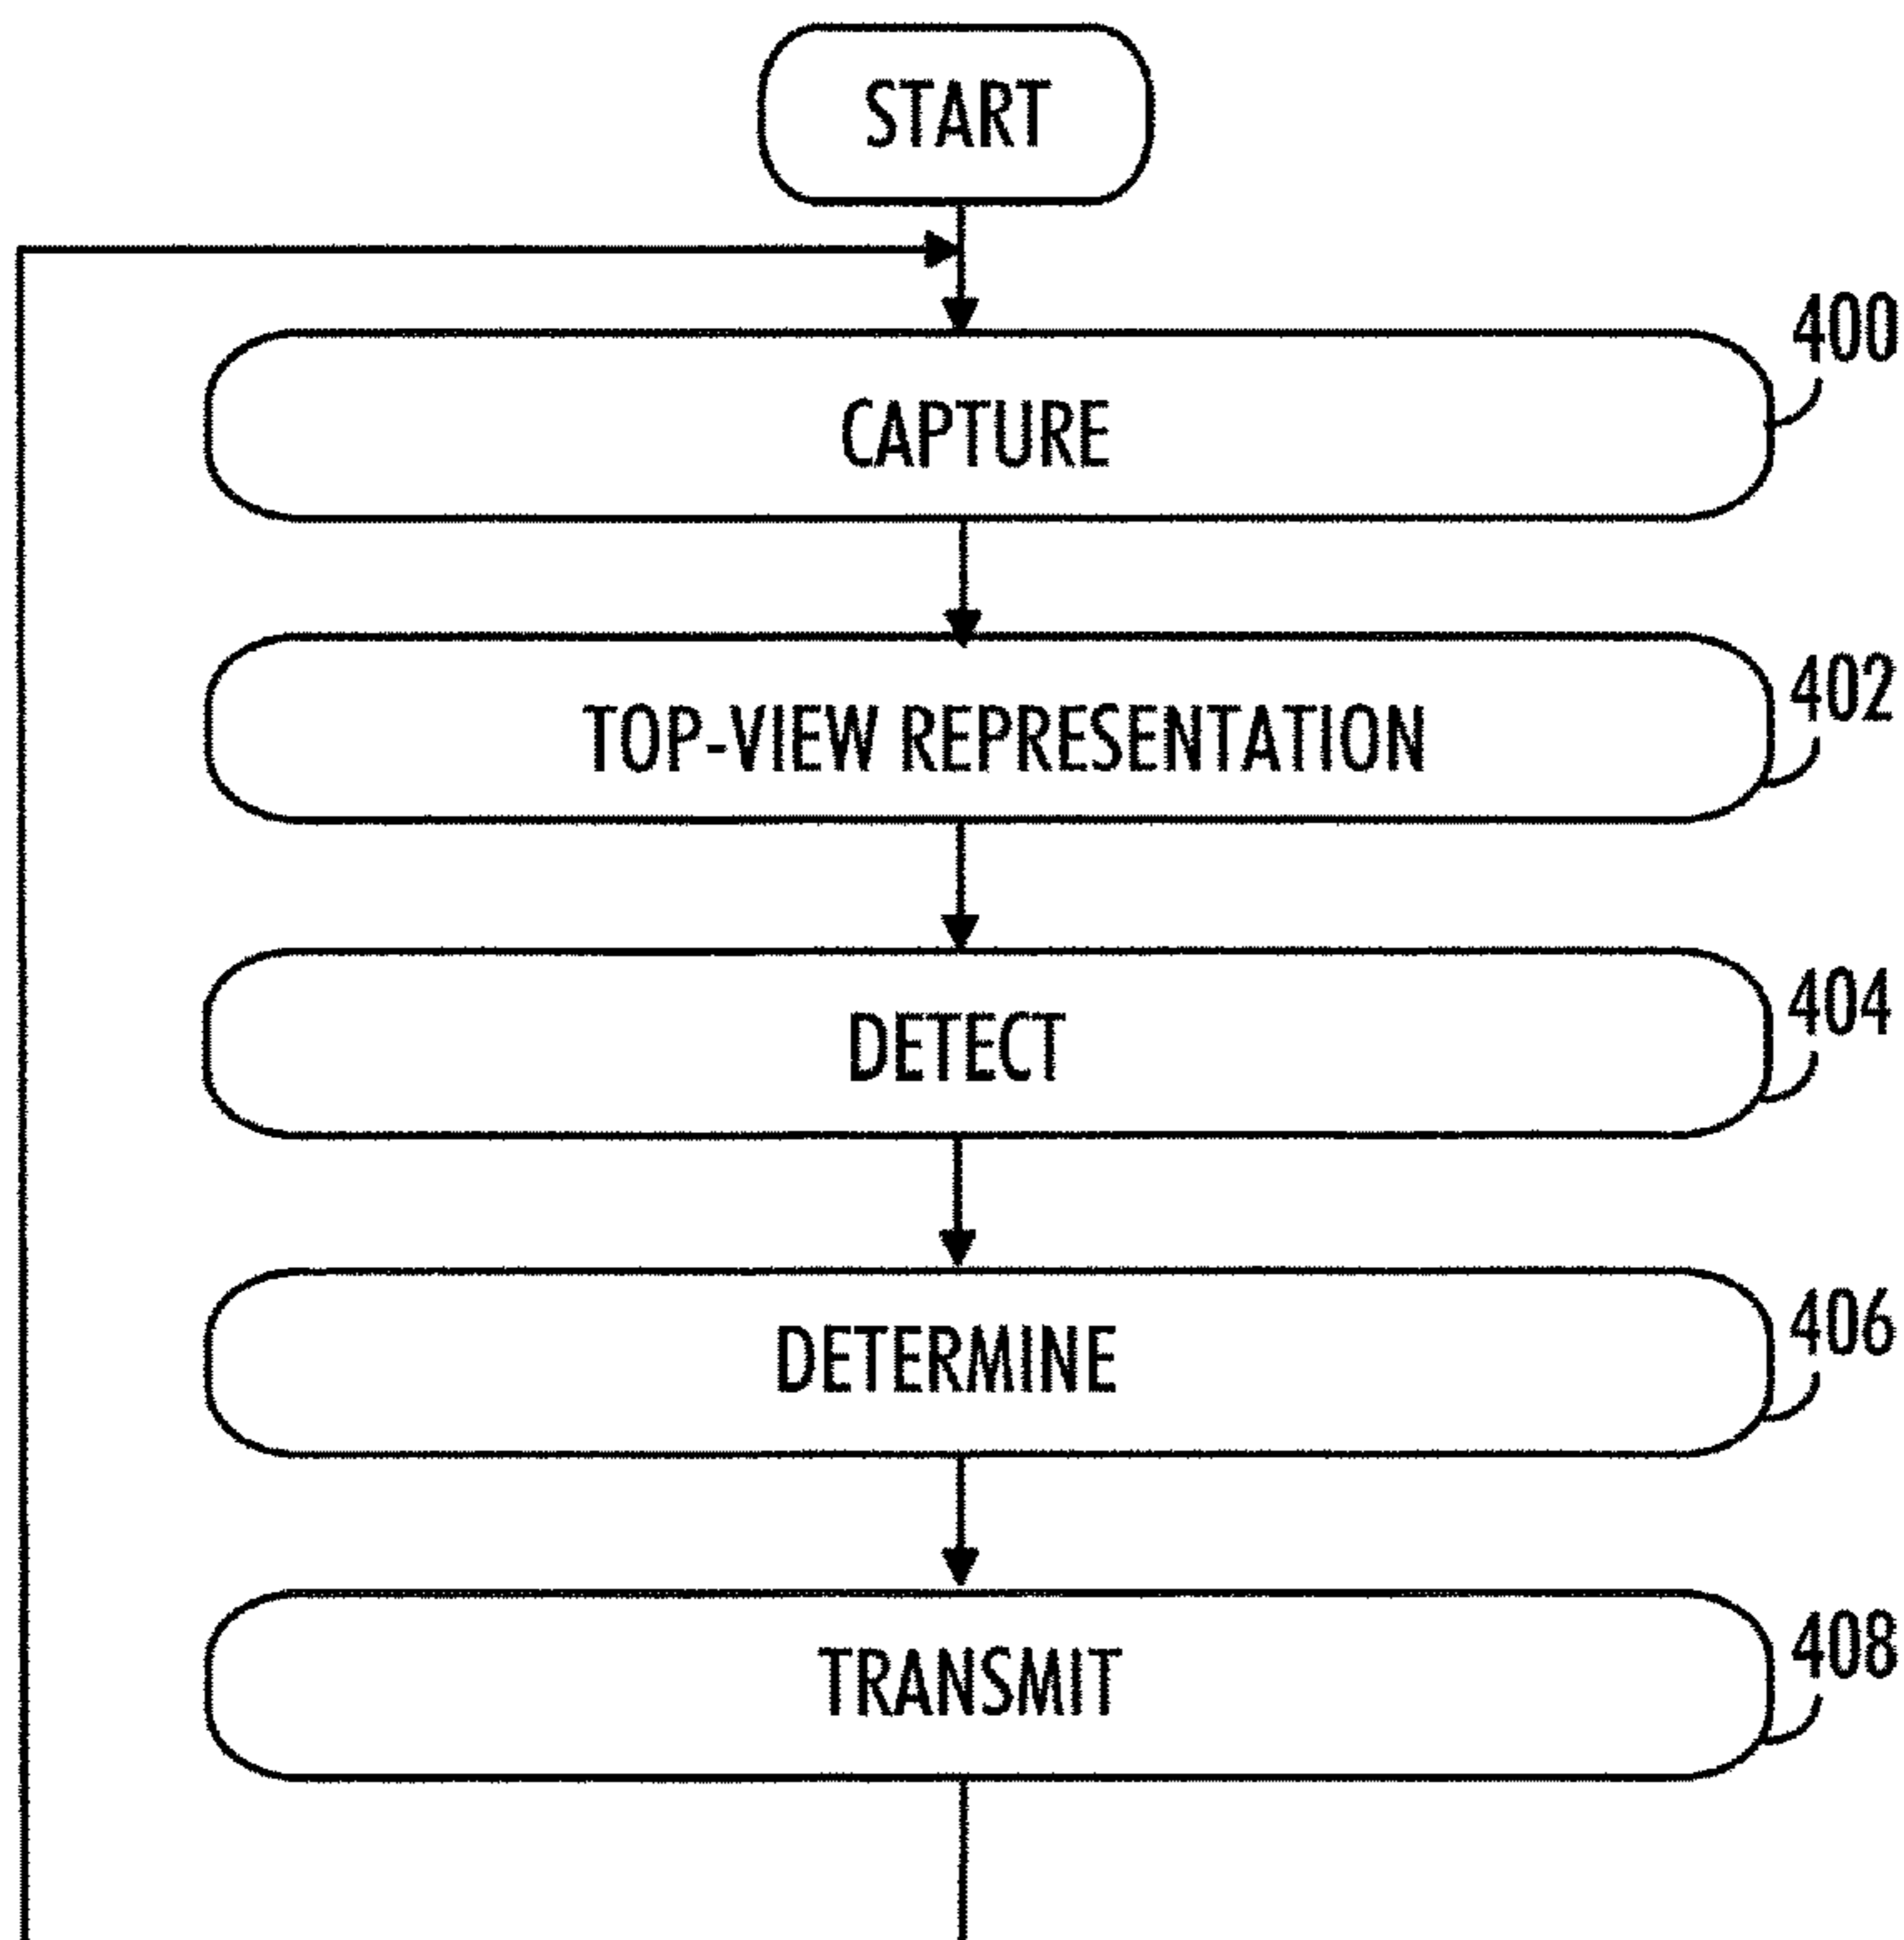 START
400
CAPTURE
402
TOP-VIEW REPRESENTATION
404
DETECT
406
DETERMINE
408
TRANSMIT